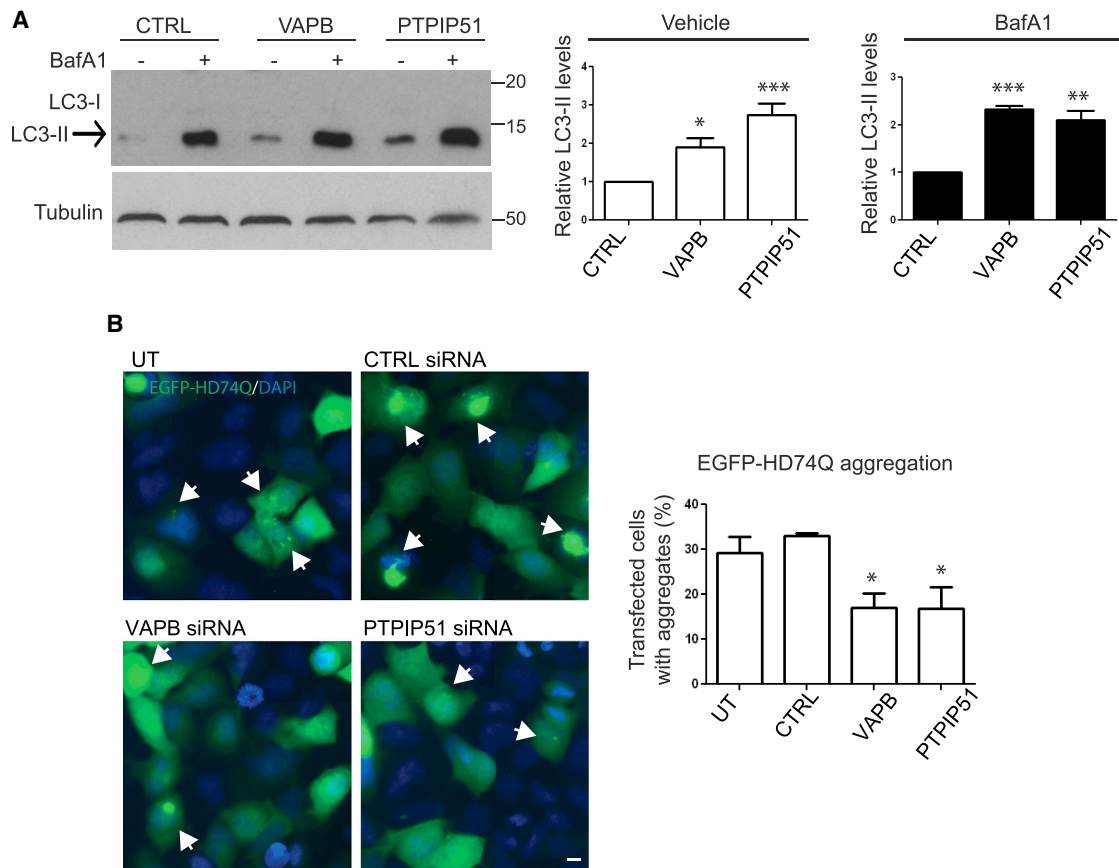 A
CTRL VAPB PTPIP51
BafA1 - + - + - +
LC3-I
LC3-II
20
15
Tubulin
50
Vehicle
Relative LC3-II levels
4
3
2
1
0
*
***
CTRL
VAPB
PTPIP51
BafA1
Relative LC3-II levels
3
2
1
0
***
**
CTRL
VAPB
PTPIP51
B
UT
EGFP-HD74Q/DAPI
CTRL siRNA
VAPB siRNA
PTPIP51 siRNA
EGFP-HD74Q aggregation
Transfected cells
with aggregates (%)
40
30
20
10
0
*
*
UT
CTRL
VAPB
PTPIP51